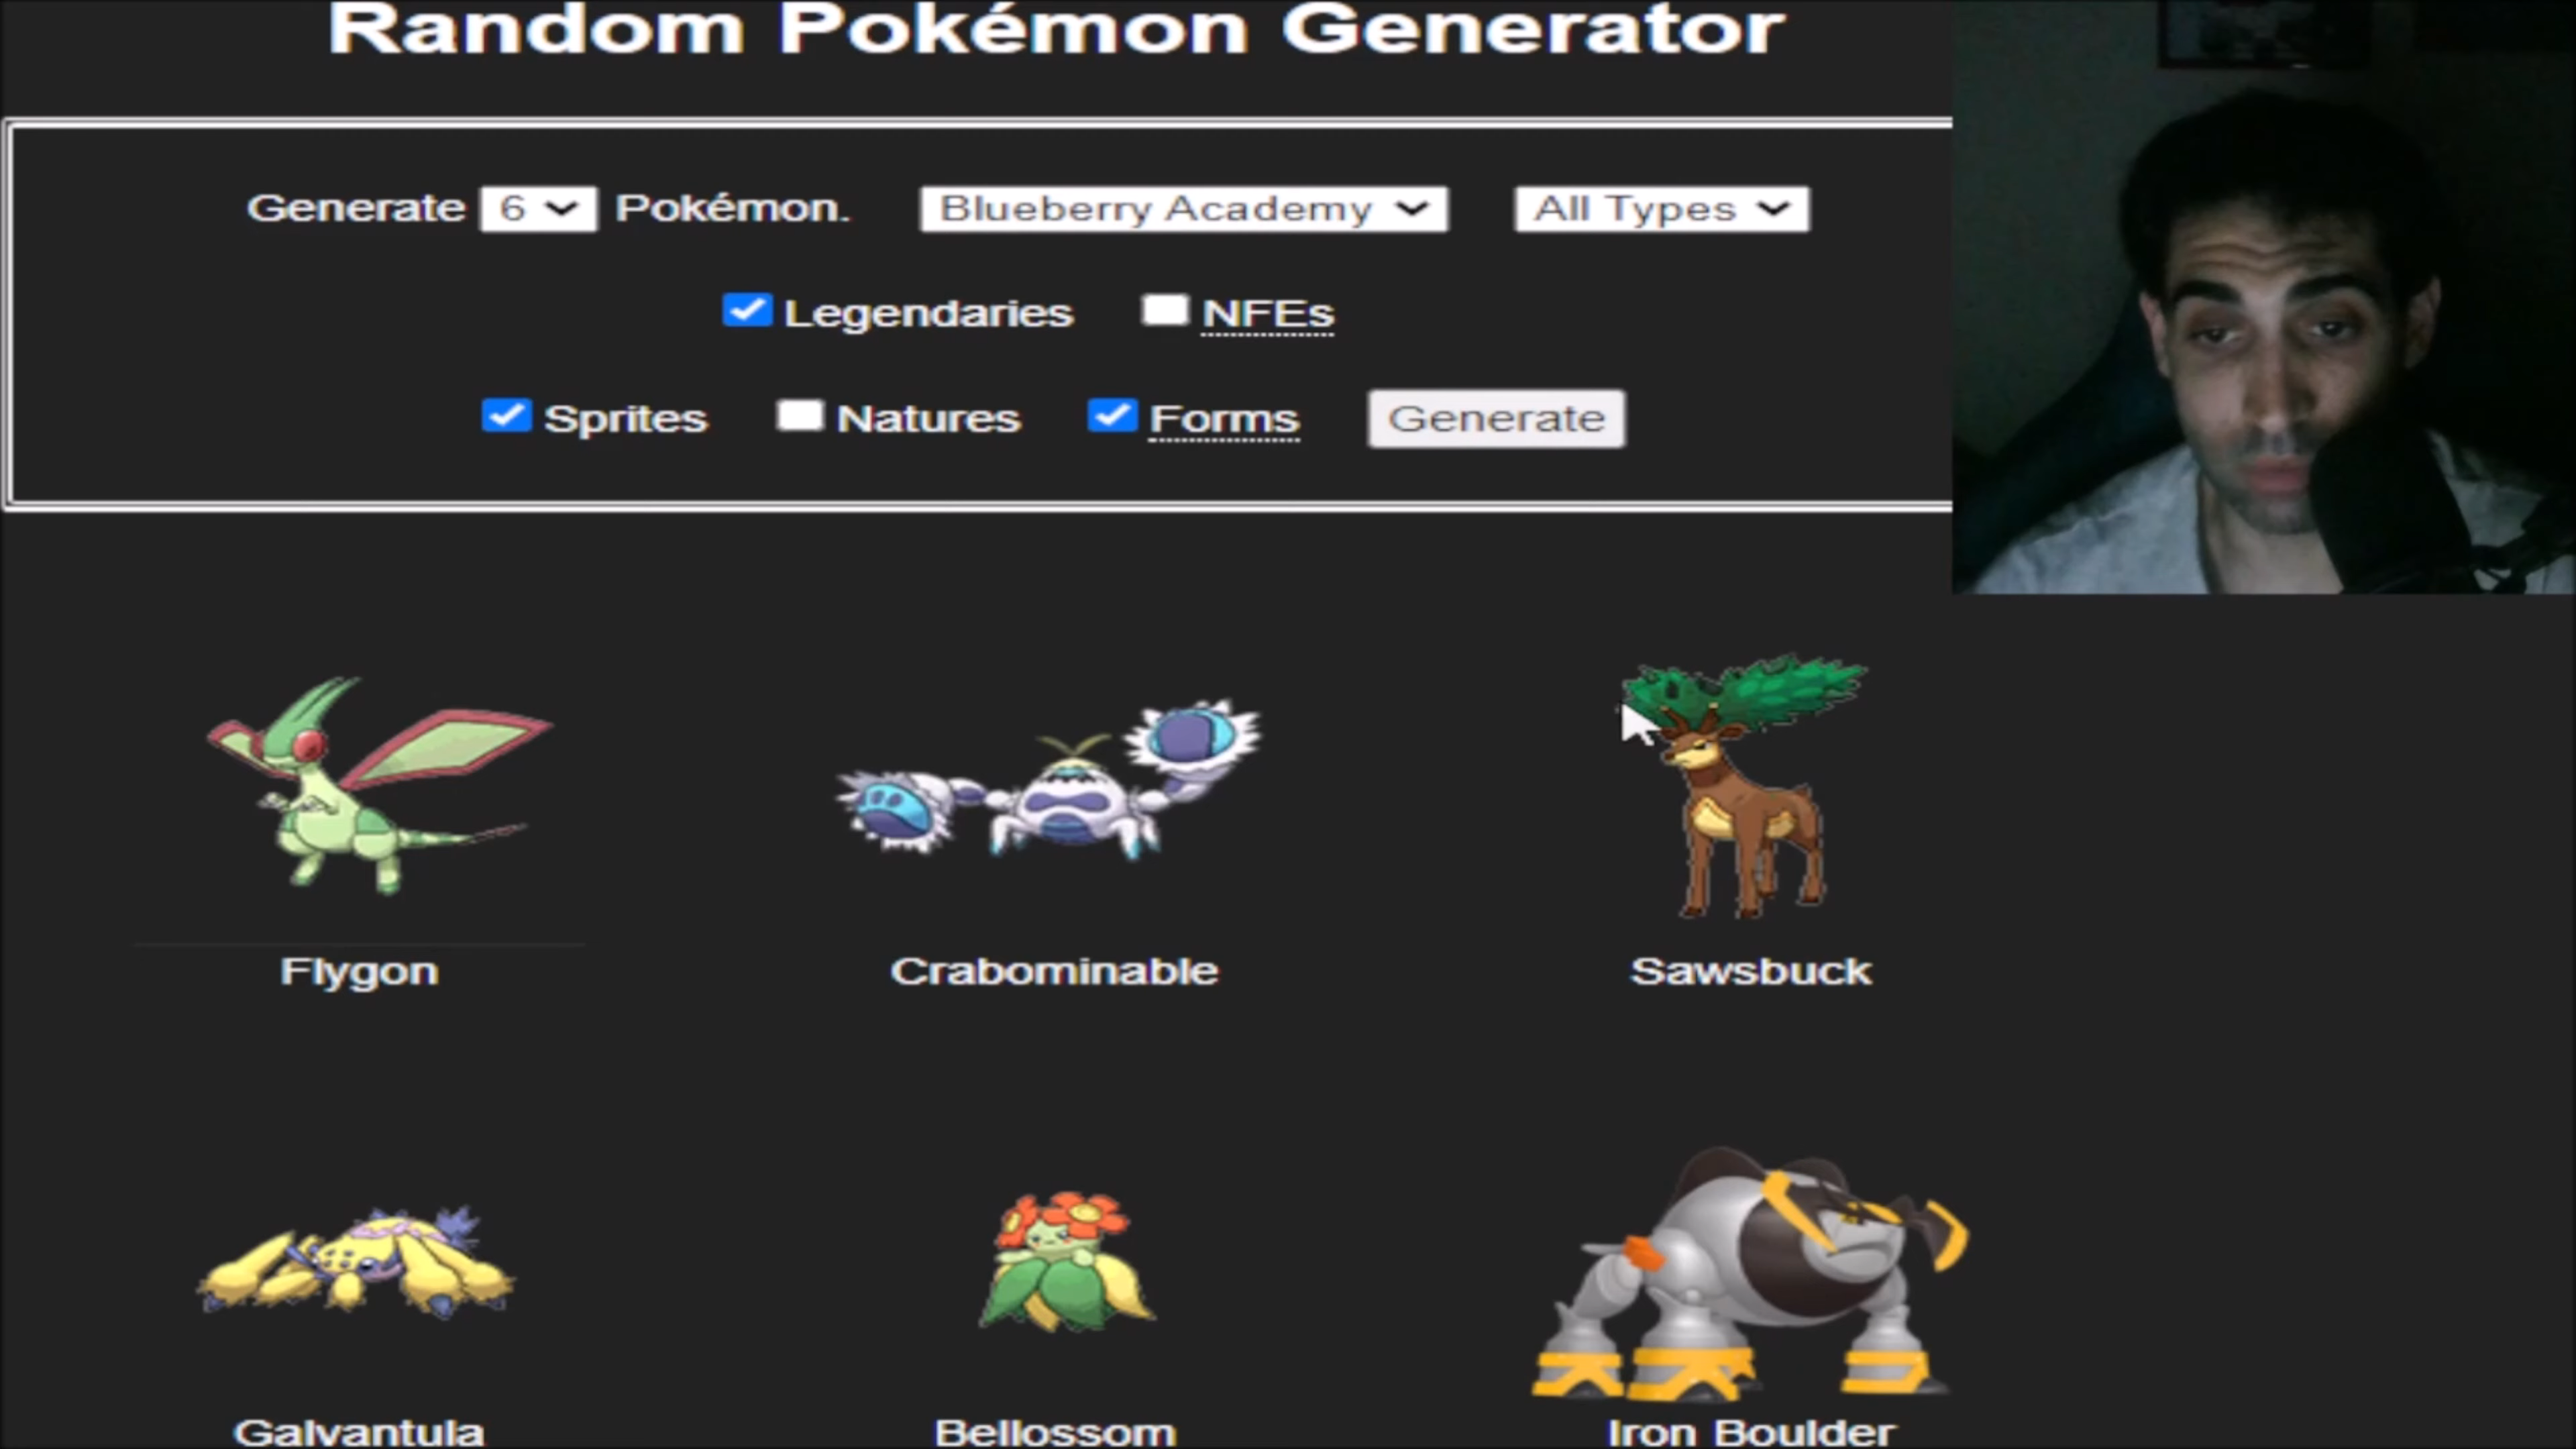 Random Pokémon Generator
Generate 6 Pokémon. Blueberry Academy All Types
Legendaries NFEs
Sprites Natures Forms Generate
Flygon Crabominable Sawsbuck
Galvantula Bellossom Iron Boulder